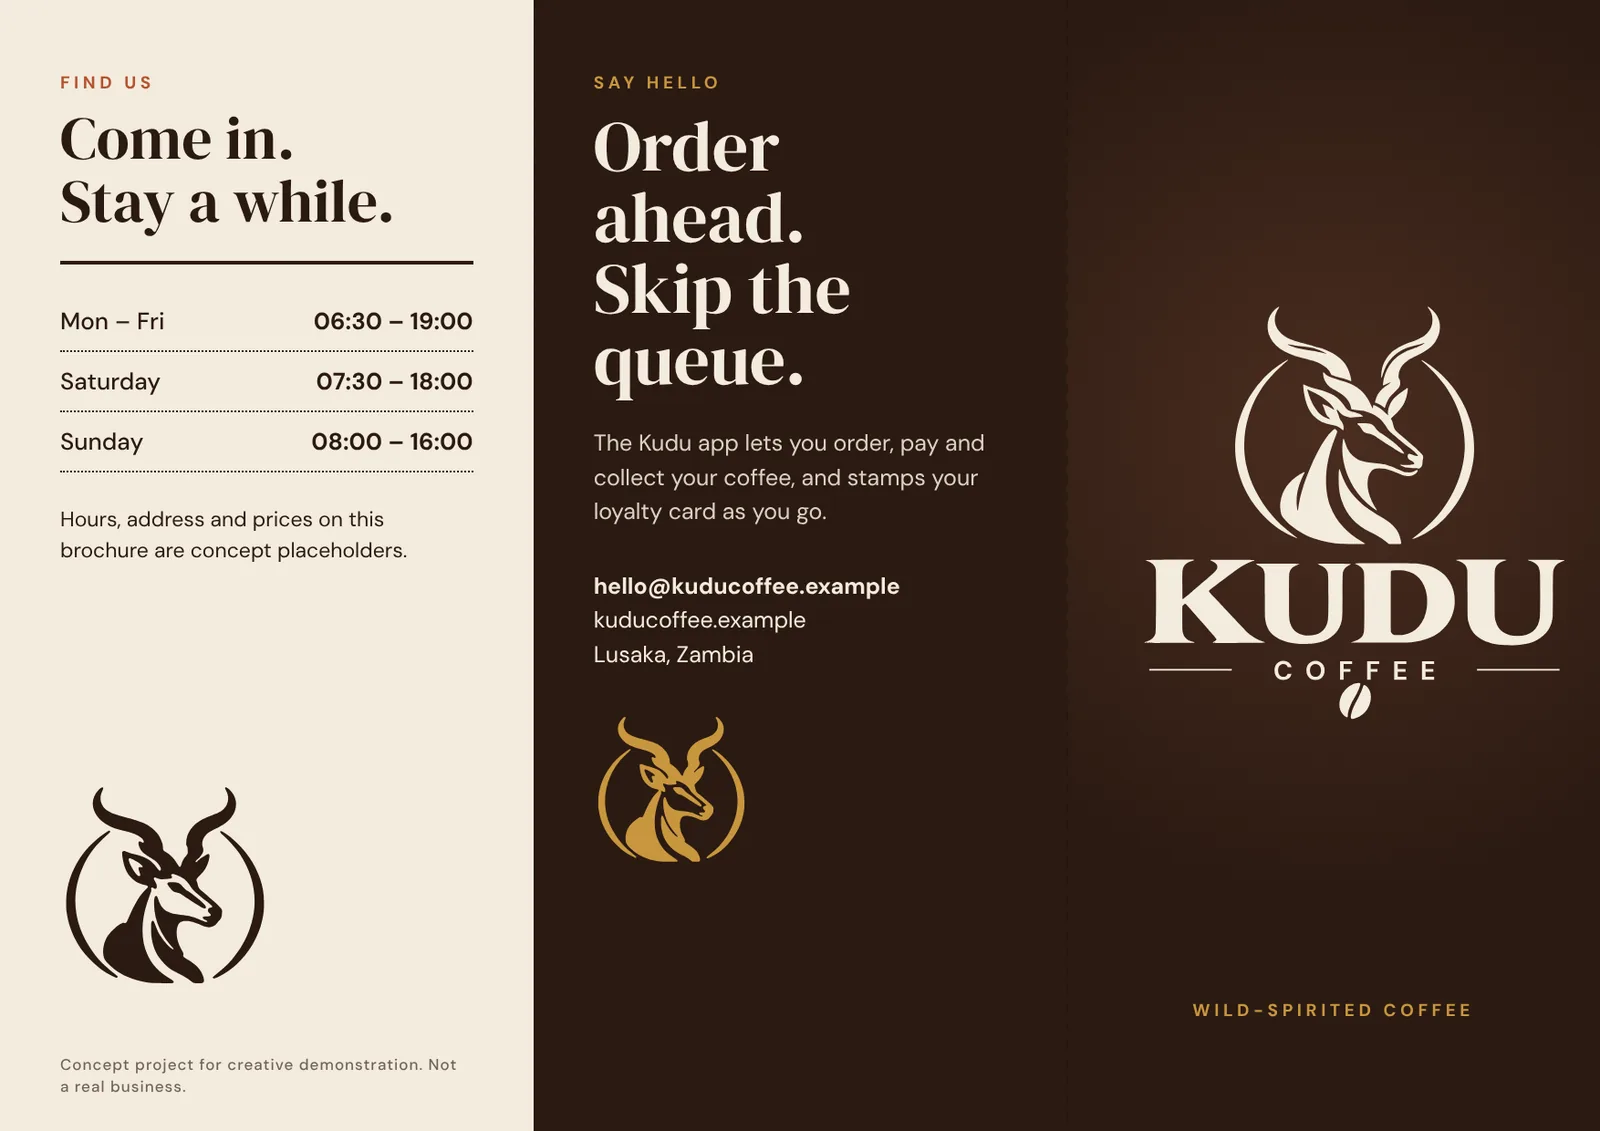 FIND US
Come in.
Stay a while.
Mon – Fri 06:30 – 19:00
Saturday 07:30 – 18:00
Sunday 08:00 – 16:00
Hours, address and prices on this
brochure are concept placeholders.
Concept project for creative demonstration. Not
a real business.
SAY HELLO
Order
ahead.
Skip the
queue.
The Kudu app lets you order, pay and
collect your coffee, and stamps your
loyalty card as you go.
hello@kuducoffee.example
kuducoffee.example
Lusaka, Zambia
KUDU
COFFEE
WILD-SPIRITED COFFEE